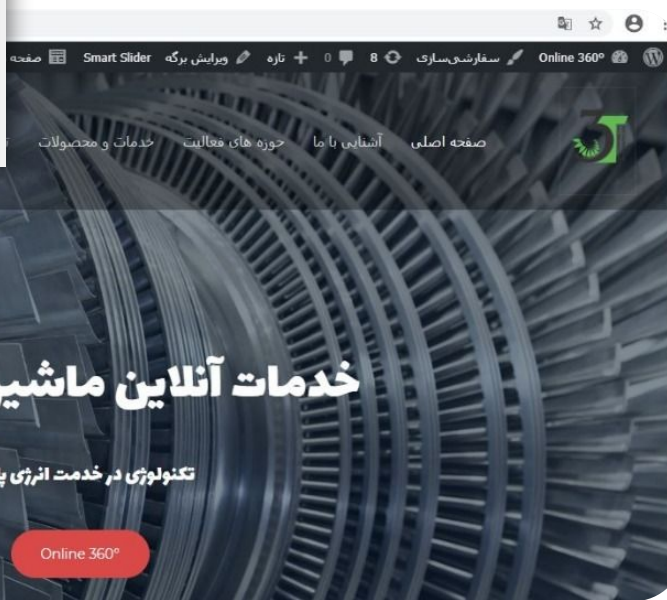 Online 360° سفارشی‌سازی 8 0 تازه ویرایش برگه Smart Slider صفحه
صفحه اصلی آشنایی با ما حوزه های فعالیت خدمات و محصولات
خدمات آنلاین
تکنولوژی در خدمت انرژی
Online 360°